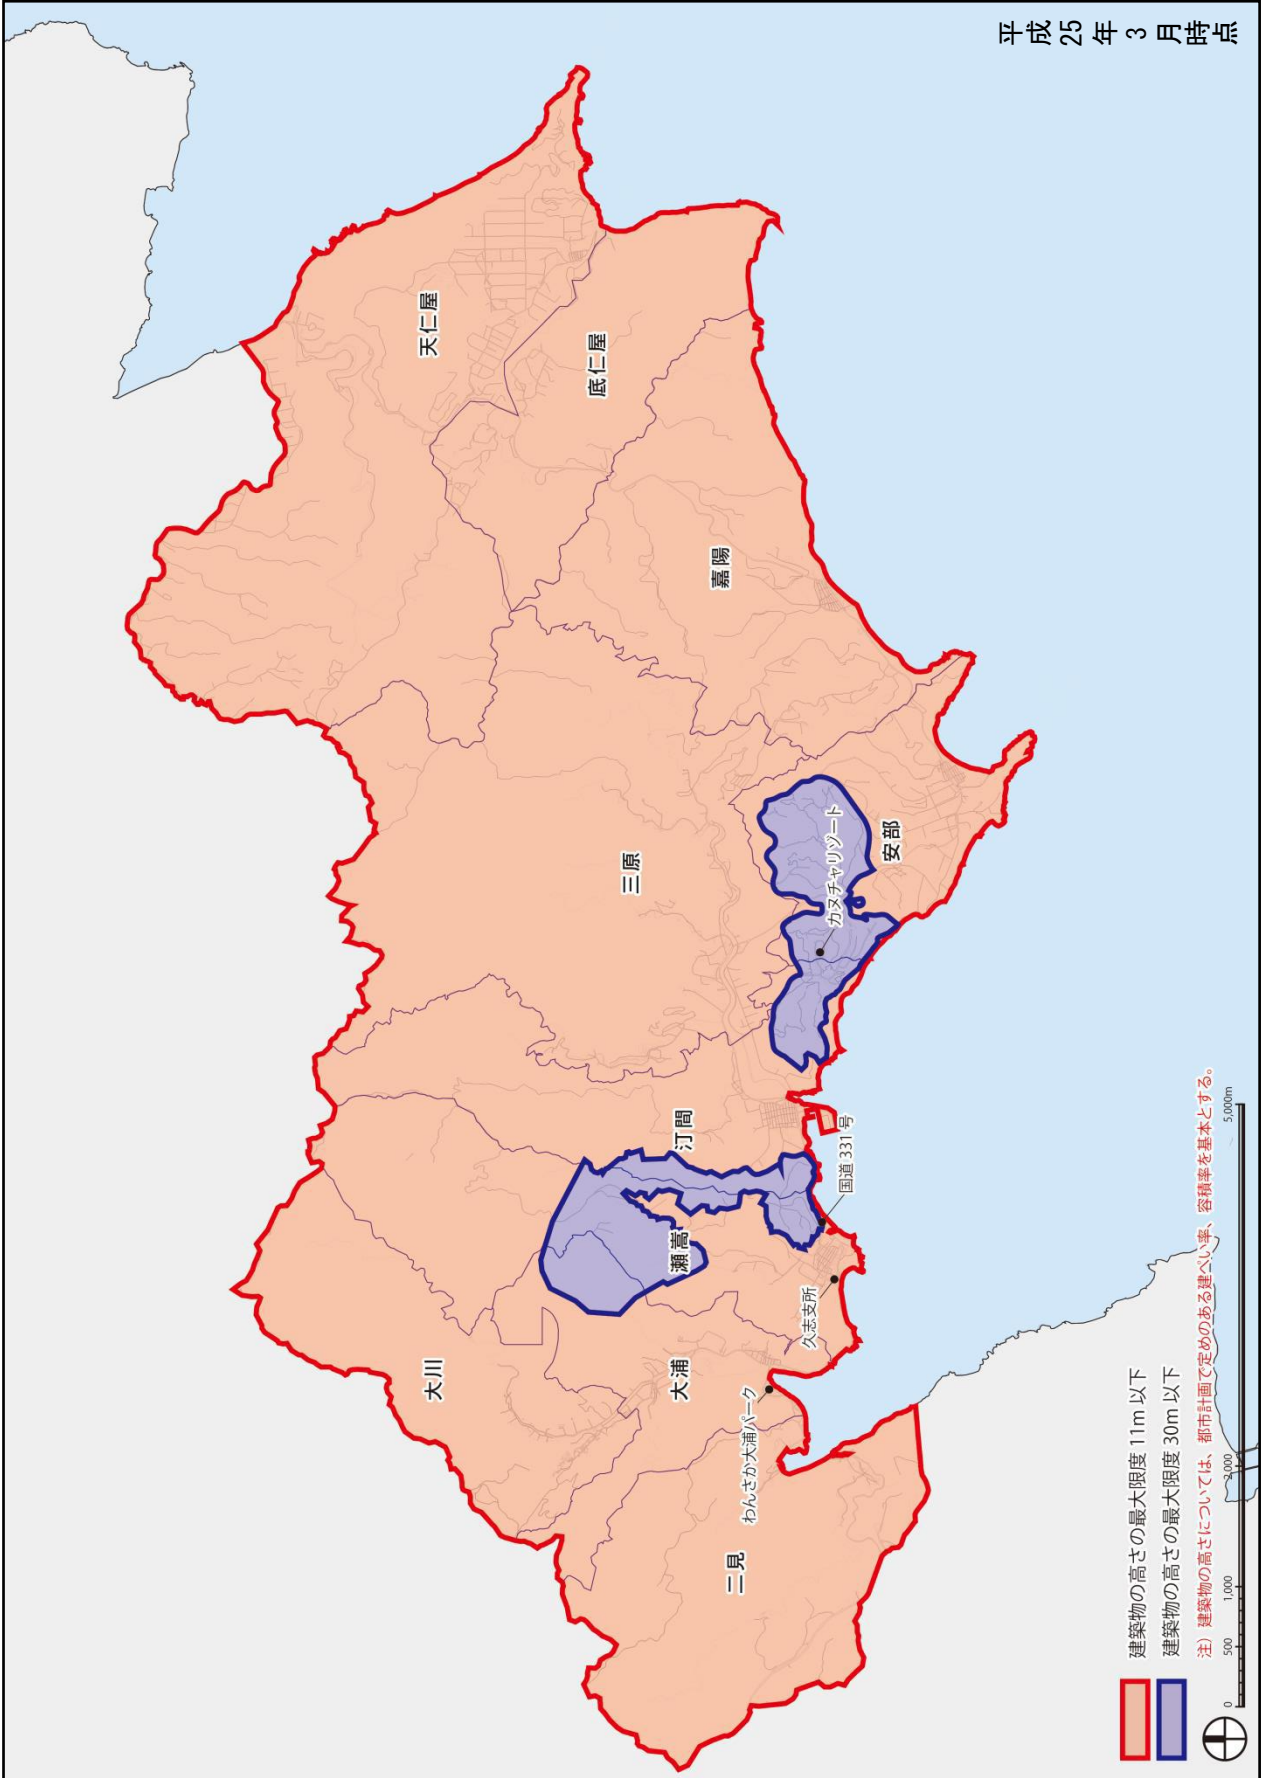 平成 25 年 3 月時点
天仁屋
底仁屋
嘉陽
三原
安部
カヌチャリゾート
汀間
国道 331 号
瀬嵩
久志支所
大川
大浦
わんさか大浦パーク
二見
建築物の高さの最大限度 11m 以下
建築物の高さの最大限度 30m 以下
注）建築物の高さについては、都市計画で定めのある建ぺい率、容積率を基本とする。
0 500 1,000 2,000 5,000m